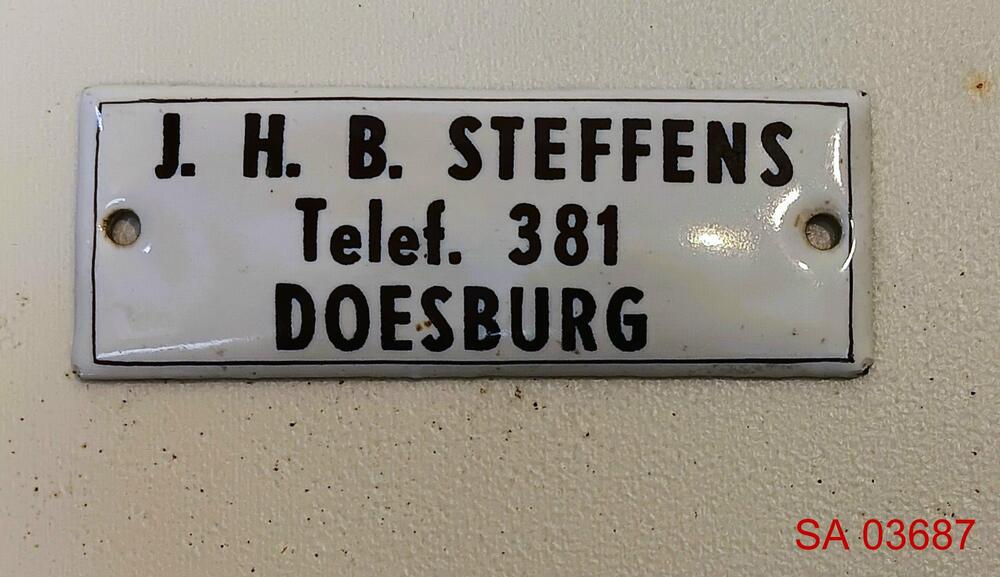 J. H. B. STEFFENS
Telef. 381
DOESBURG
SA 03687